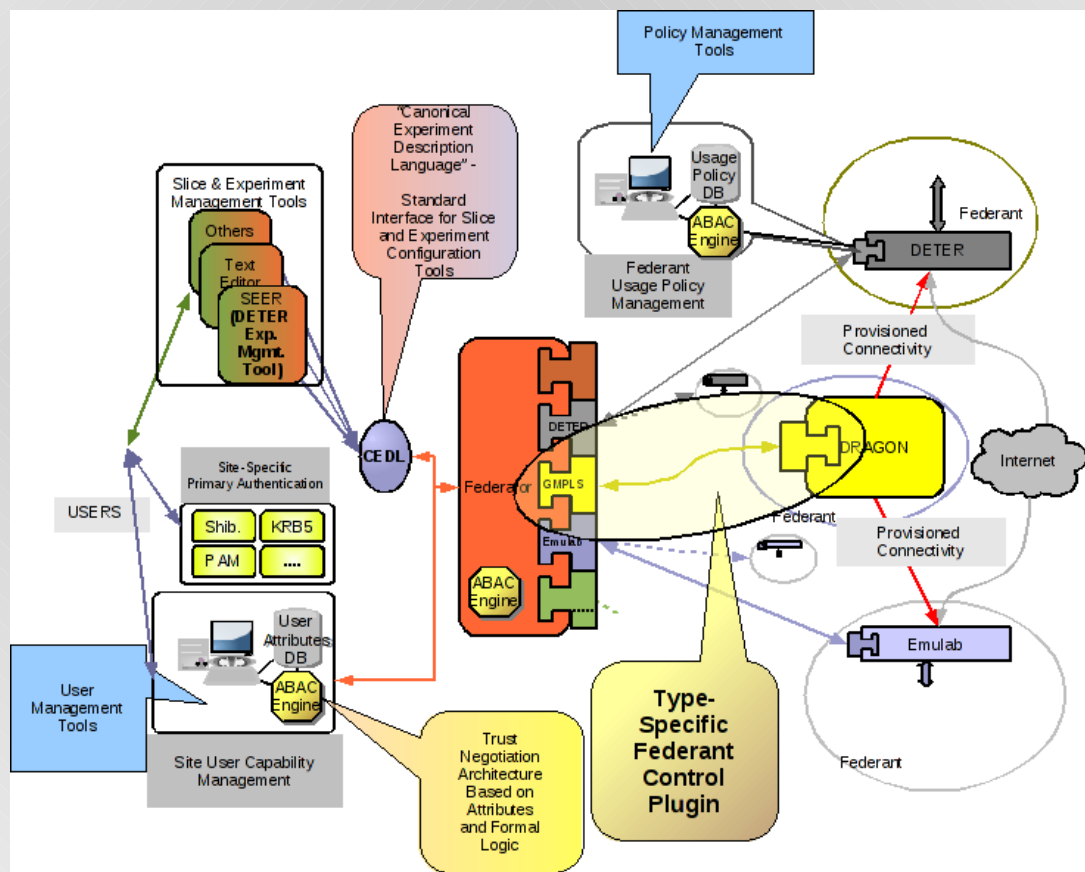 Policy Management
Tools
"Canonical
Experiment
Description
Language" -
Standard
Interface for Slice
and Experiment
Configuration
Tools
Usage
Policy
DB
ABAC
Engine
Federant
Usage Policy
Management
Slice & Experiment
Management Tools
Others
Text
Editor
SEER
(DETER
Exp.
Mgmt.
Tool)
Federant
DETER
Provisioned
Connectivity
CEDL
Federator
DETER
GMPLS
Emulab
......
ABAC
Engine
DRAGON
Federant
Internet
Provisioned
Connectivity
Site-Specific
Primary Authentication
USERS
Shib.
KRB5
PAM
....
User
Attributes
DB
ABAC
Engine
User
Management
Tools
Site User Capability
Management
Trust
Negotiation
Architecture
Based on
Attributes
and Formal
Logic
Type-
Specific
Federant
Control
Plugin
Emulab
Federant